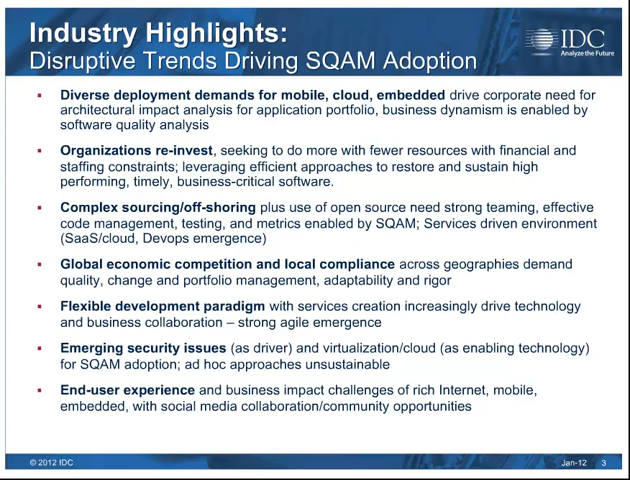 Industry Highlights:
Disruptive Trends Driving SQAM Adoption
IDC
Analyze the Future
▪ Diverse deployment demands for mobile, cloud, embedded drive corporate need for
architectural impact analysis for application portfolio, business dynamism is enabled by
software quality analysis
▪ Organizations re-invest, seeking to do more with fewer resources with financial and
staffing constraints; leveraging efficient approaches to restore and sustain high
performing, timely, business-critical software.
▪ Complex sourcing/off-shoring plus use of open source need strong teaming, effective
code management, testing, and metrics enabled by SQAM; Services driven environment
(SaaS/cloud, Devops emergence)
▪ Global economic competition and local compliance across geographies demand
quality, change and portfolio management, adaptability and rigor
▪ Flexible development paradigm with services creation increasingly drive technology
and business collaboration – strong agile emergence
▪ Emerging security issues (as driver) and virtualization/cloud (as enabling technology)
for SQAM adoption; ad hoc approaches unsustainable
▪ End-user experience and business impact challenges of rich Internet, mobile,
embedded, with social media collaboration/community opportunities
© 2012 IDC
Jan-12 3